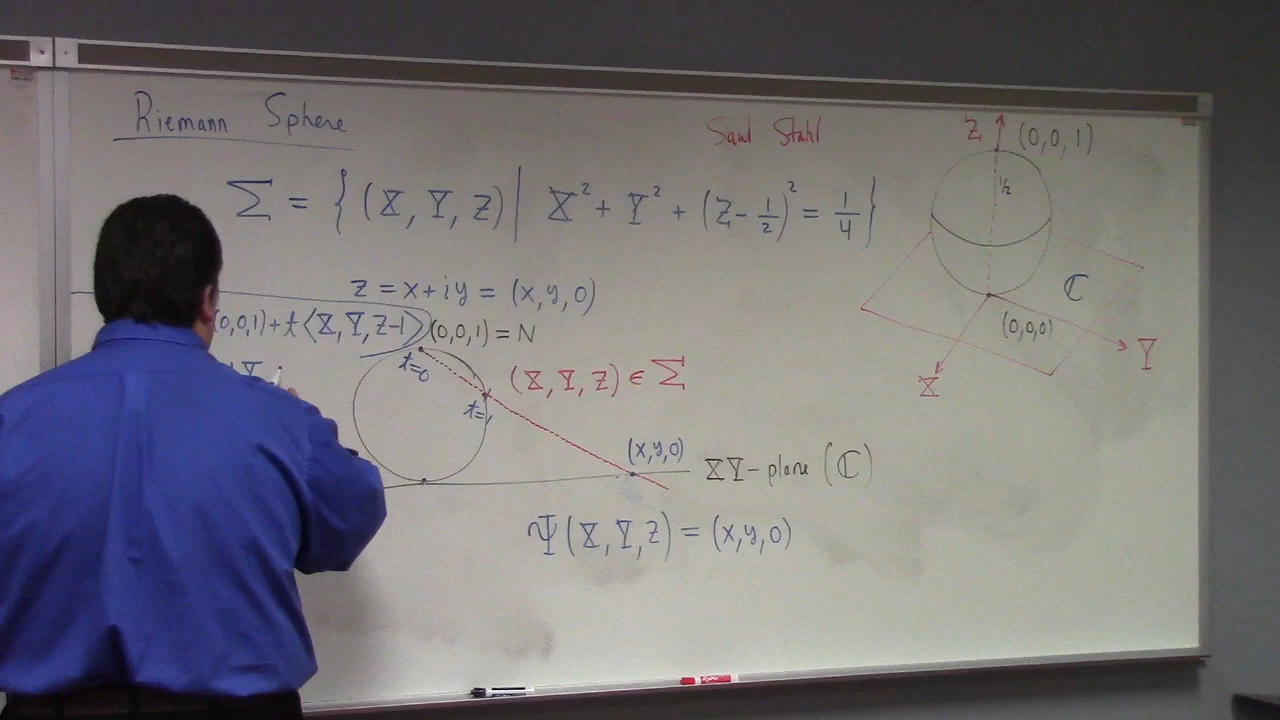 Riemann Sphere
Saul Stahl
Σ = { (X, Y, Z) | X² + Y² + (Z - 1/2)² = 1/4 }
z = x + iy = (x, y, 0)
(0,0,1) + t⟨X, Y, Z-1⟩
(0,0,1) = N
t=0
(X, Y, Z) ∈ Σ
t=1
(x,y,0)
XY-plane (ℂ)
Ψ(X, Y, Z) = (x, y, 0)
Z
(0,0,1)
1/2
ℂ
(0,0,0)
Y
X